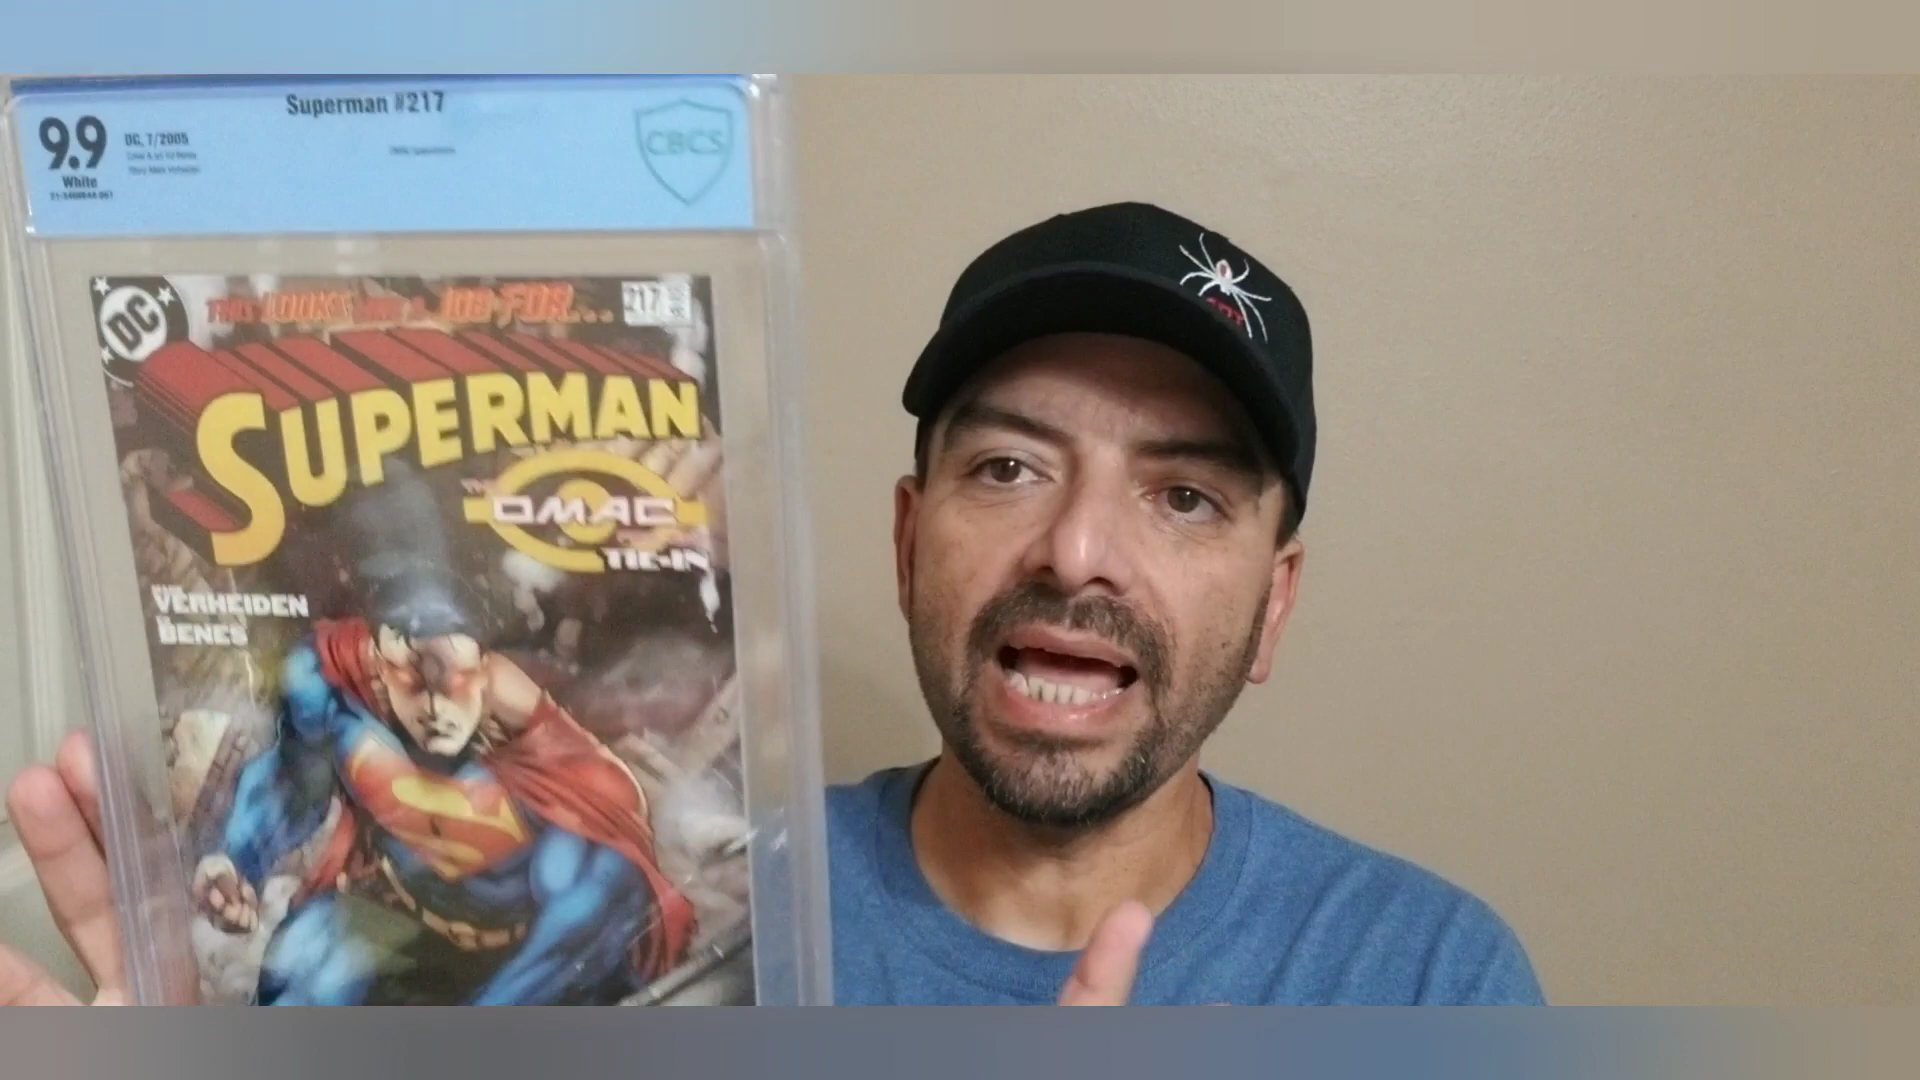 Superman #217
9.9
White
DC, 7/2005
CBCS
DC
THIS LOOKS LIKE A JOB FOR...
217
SUPERMAN
THE
OMAC
TIE-IN
VERHEIDEN
BENES